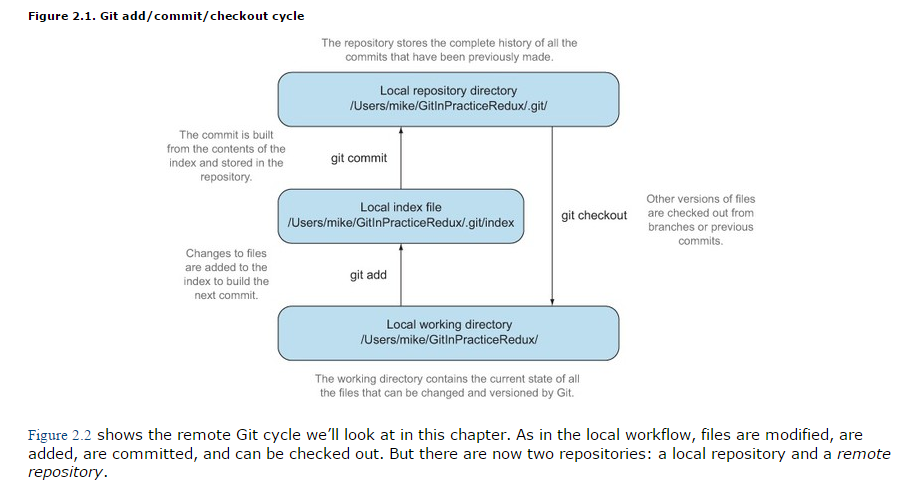 Figure 2.1. Git add/commit/checkout cycle
The repository stores the complete history of all the
commits that have been previously made.
Local repository directory
/Users/mike/GitInPracticeRedux/.git/
The commit is built
from the contents of the
index and stored in the
repository.
git commit
Local index file
/Users/mike/GitInPracticeRedux/.git/index
git checkout
Other versions of files
are checked out from
branches or previous
commits.
Changes to files
are added to the
index to build the
next commit.
git add
Local working directory
/Users/mike/GitInPracticeRedux/
The working directory contains the current state of all
the files that can be changed and versioned by Git.
Figure 2.2 shows the remote Git cycle we’ll look at in this chapter. As in the local workflow, files are modified, are
added, are committed, and can be checked out. But there are now two repositories: a local repository and a remote
repository.